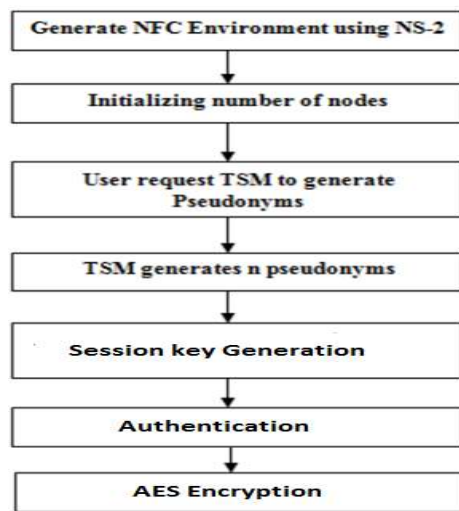 Generate NFC Environment using NS-2
Initializing number of nodes
User request TSM to generate
Pseudonyms
TSM generates n pseudonyms
Session key Generation
Authentication
AES Encryption